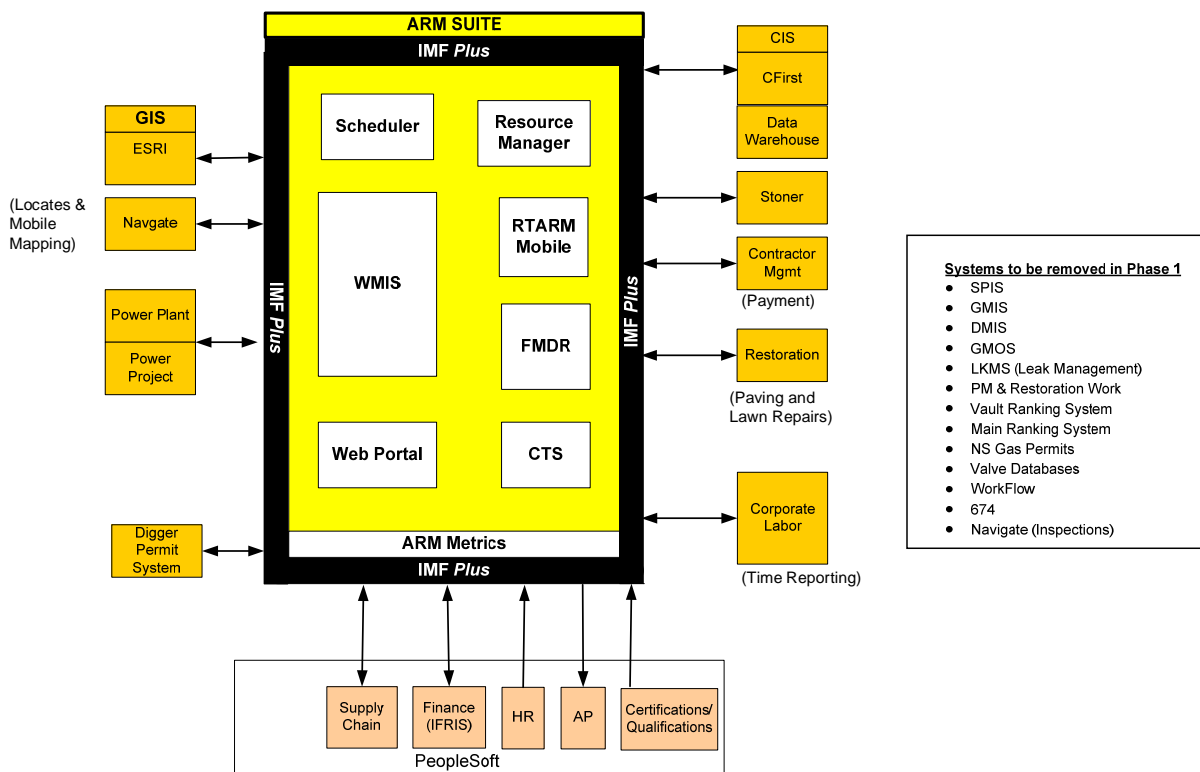 ARM SUITE
IMF Plus
GIS
ESRI
(Locates &
Mobile
Mapping)
Navgate
Power Plant
Power
Project
Digger
Permit
System
IMF Plus
Scheduler
Resource
Manager
WMIS
RTARM
Mobile
FMDR
Web Portal
CTS
ARM Metrics
IMF Plus
IMF Plus
CIS
CFirst
Data
Warehouse
Stoner
Contractor
Mgmt
(Payment)
Restoration
(Paving and
Lawn Repairs)
Corporate
Labor
(Time Reporting)
Systems to be removed in Phase 1
● SPIS
● GMIS
● DMIS
● GMOS
● LKMS (Leak Management)
● PM & Restoration Work
● Vault Ranking System
● Main Ranking System
● NS Gas Permits
● Valve Databases
● WorkFlow
● 674
● Navigate (Inspections)
Supply
Chain
Finance
(IFRIS)
HR
AP
Certifications/
Qualifications
PeopleSoft